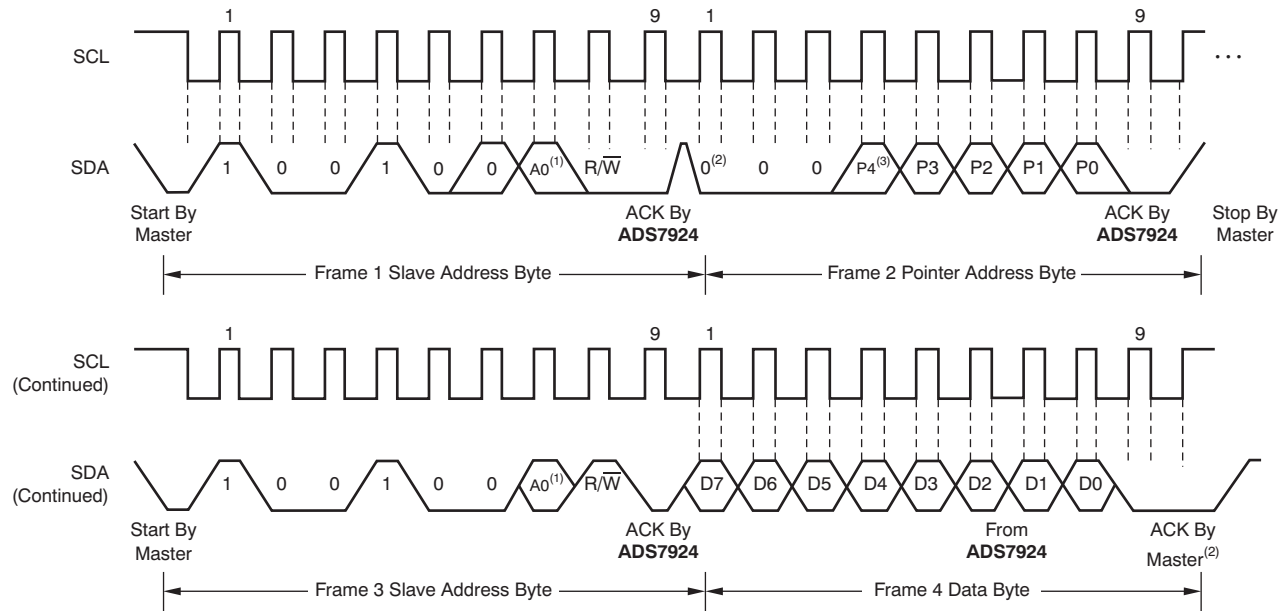 1 9 1 9
SCL ...
SDA 1 0 0 1 0 0 A0(1) R/W̅ 0(2) 0 0 P4(3) P3 P2 P1 P0
Start By Master
ACK By ADS7924
ACK By ADS7924
Stop By Master
Frame 1 Slave Address Byte
Frame 2 Pointer Address Byte
1 9 1 9
SCL (Continued)
SDA (Continued) 1 0 0 1 0 0 A0(1) R/W̅ D7 D6 D5 D4 D3 D2 D1 D0
Start By Master
ACK By ADS7924
From ADS7924
ACK By Master(2)
Frame 3 Slave Address Byte
Frame 4 Data Byte